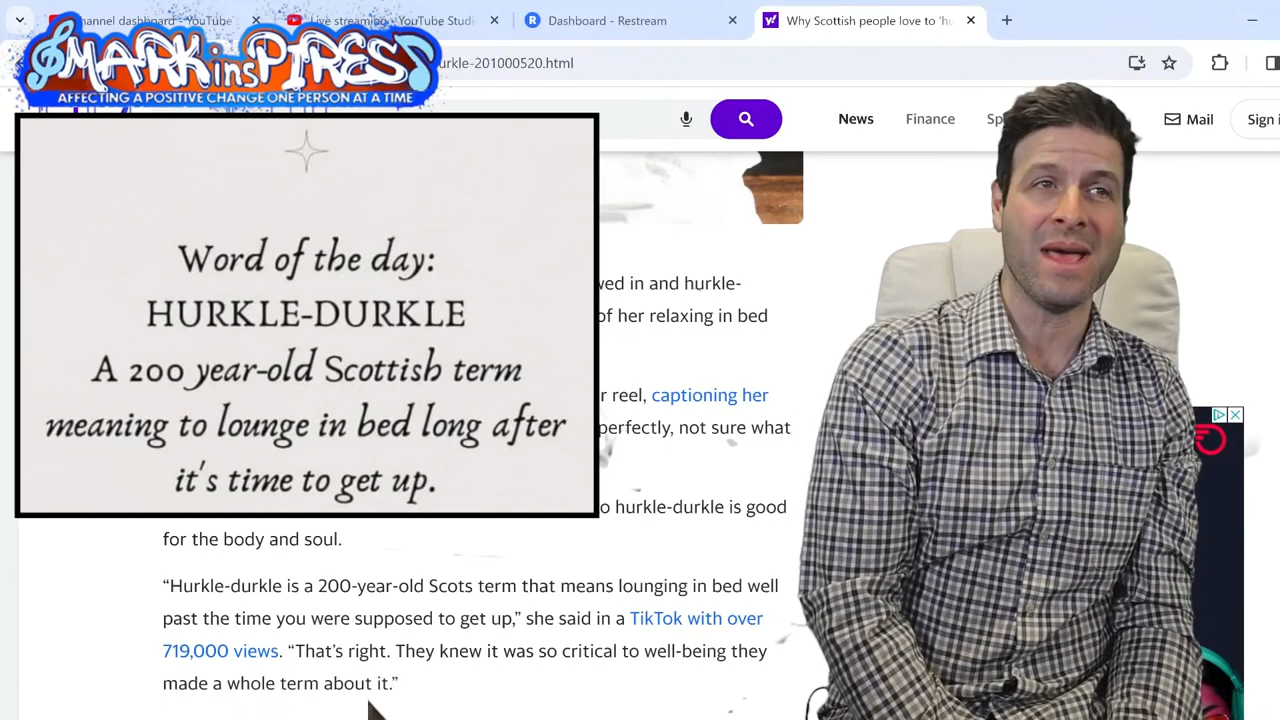 hannel dashboard - YouTube
Live streaming - YouTube Studi
Dashboard - Restream
Why Scottish people love to 'hu
MARKinsPIRES
AFFECTING A POSITIVE CHANGE ONE PERSON AT A TIME
urkle-201000520.html
News
Finance
Sp
Mail
Sign i
Word of the day:
HURKLE-DURKLE
A 200 year-old Scottish term
meaning to lounge in bed long after
it's time to get up.
wed in and hurkle-
of her relaxing in bed
r reel, captioning her
perfectly, not sure what
o hurkle-durkle is good
for the body and soul.
“Hurkle-durkle is a 200-year-old Scots term that means lounging in bed well
past the time you were supposed to get up,” she said in a TikTok with over
719,000 views. “That’s right. They knew it was so critical to well-being they
made a whole term about it.”